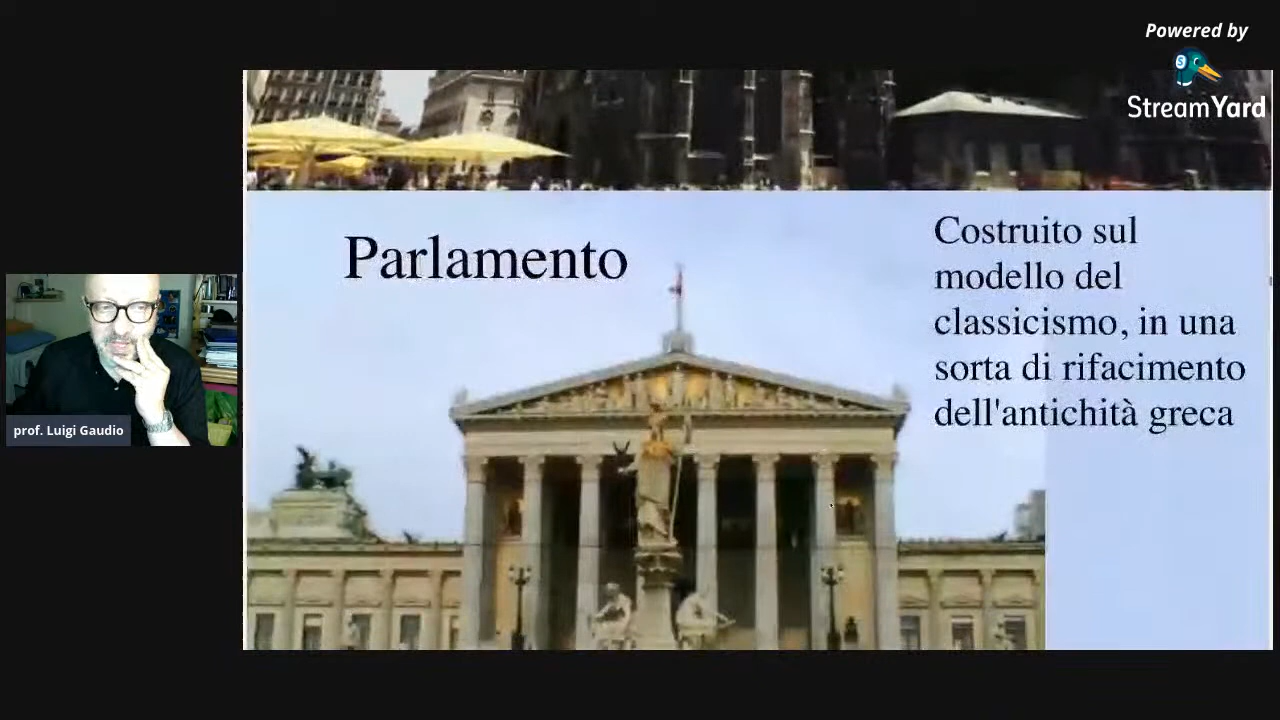 Powered by
StreamYard
Parlamento
Costruito sul
modello del
classicismo, in una
sorta di rifacimento
dell'antichità greca
prof. Luigi Gaudio